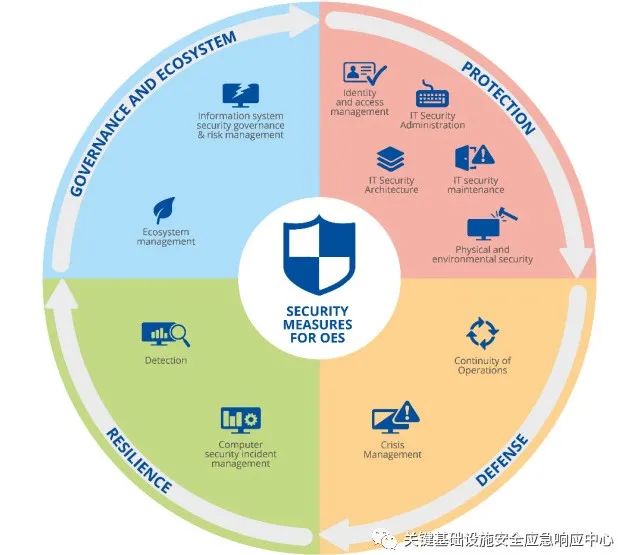 GOVERNANCE AND ECOSYSTEM
Information system
security governance
& risk management
Ecosystem
management
PROTECTION
Identity
and access
management
IT Security
Administration
IT Security
Architecture
IT security
maintenance
Physical and
environmental security
SECURITY
MEASURES
FOR OES
Detection
Computer
security incident
management
RESILIENCE
Continuity of
Operations
Crisis
Management
DEFENSE
关键基础设施安全应急响应中心